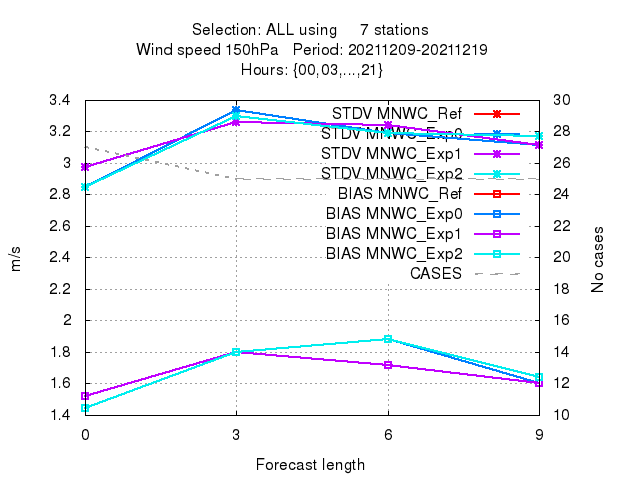 Selection: ALL using 7 stations
Wind speed 150hPa Period: 20211209-20211219
Hours: {00,03,...,21}
3.4
3.2
3
2.8
2.6
2.4
2.2
2
1.8
1.6
1.4
m/s
STDV MNWC_Ref
STDV MNWC_Exp0
STDV MNWC_Exp1
STDV MNWC_Exp2
BIAS MNWC_Ref
BIAS MNWC_Exp0
BIAS MNWC_Exp1
BIAS MNWC_Exp2
CASES
30
28
26
24
22
20
18
16
14
12
10
No cases
0 3 6 9
Forecast length